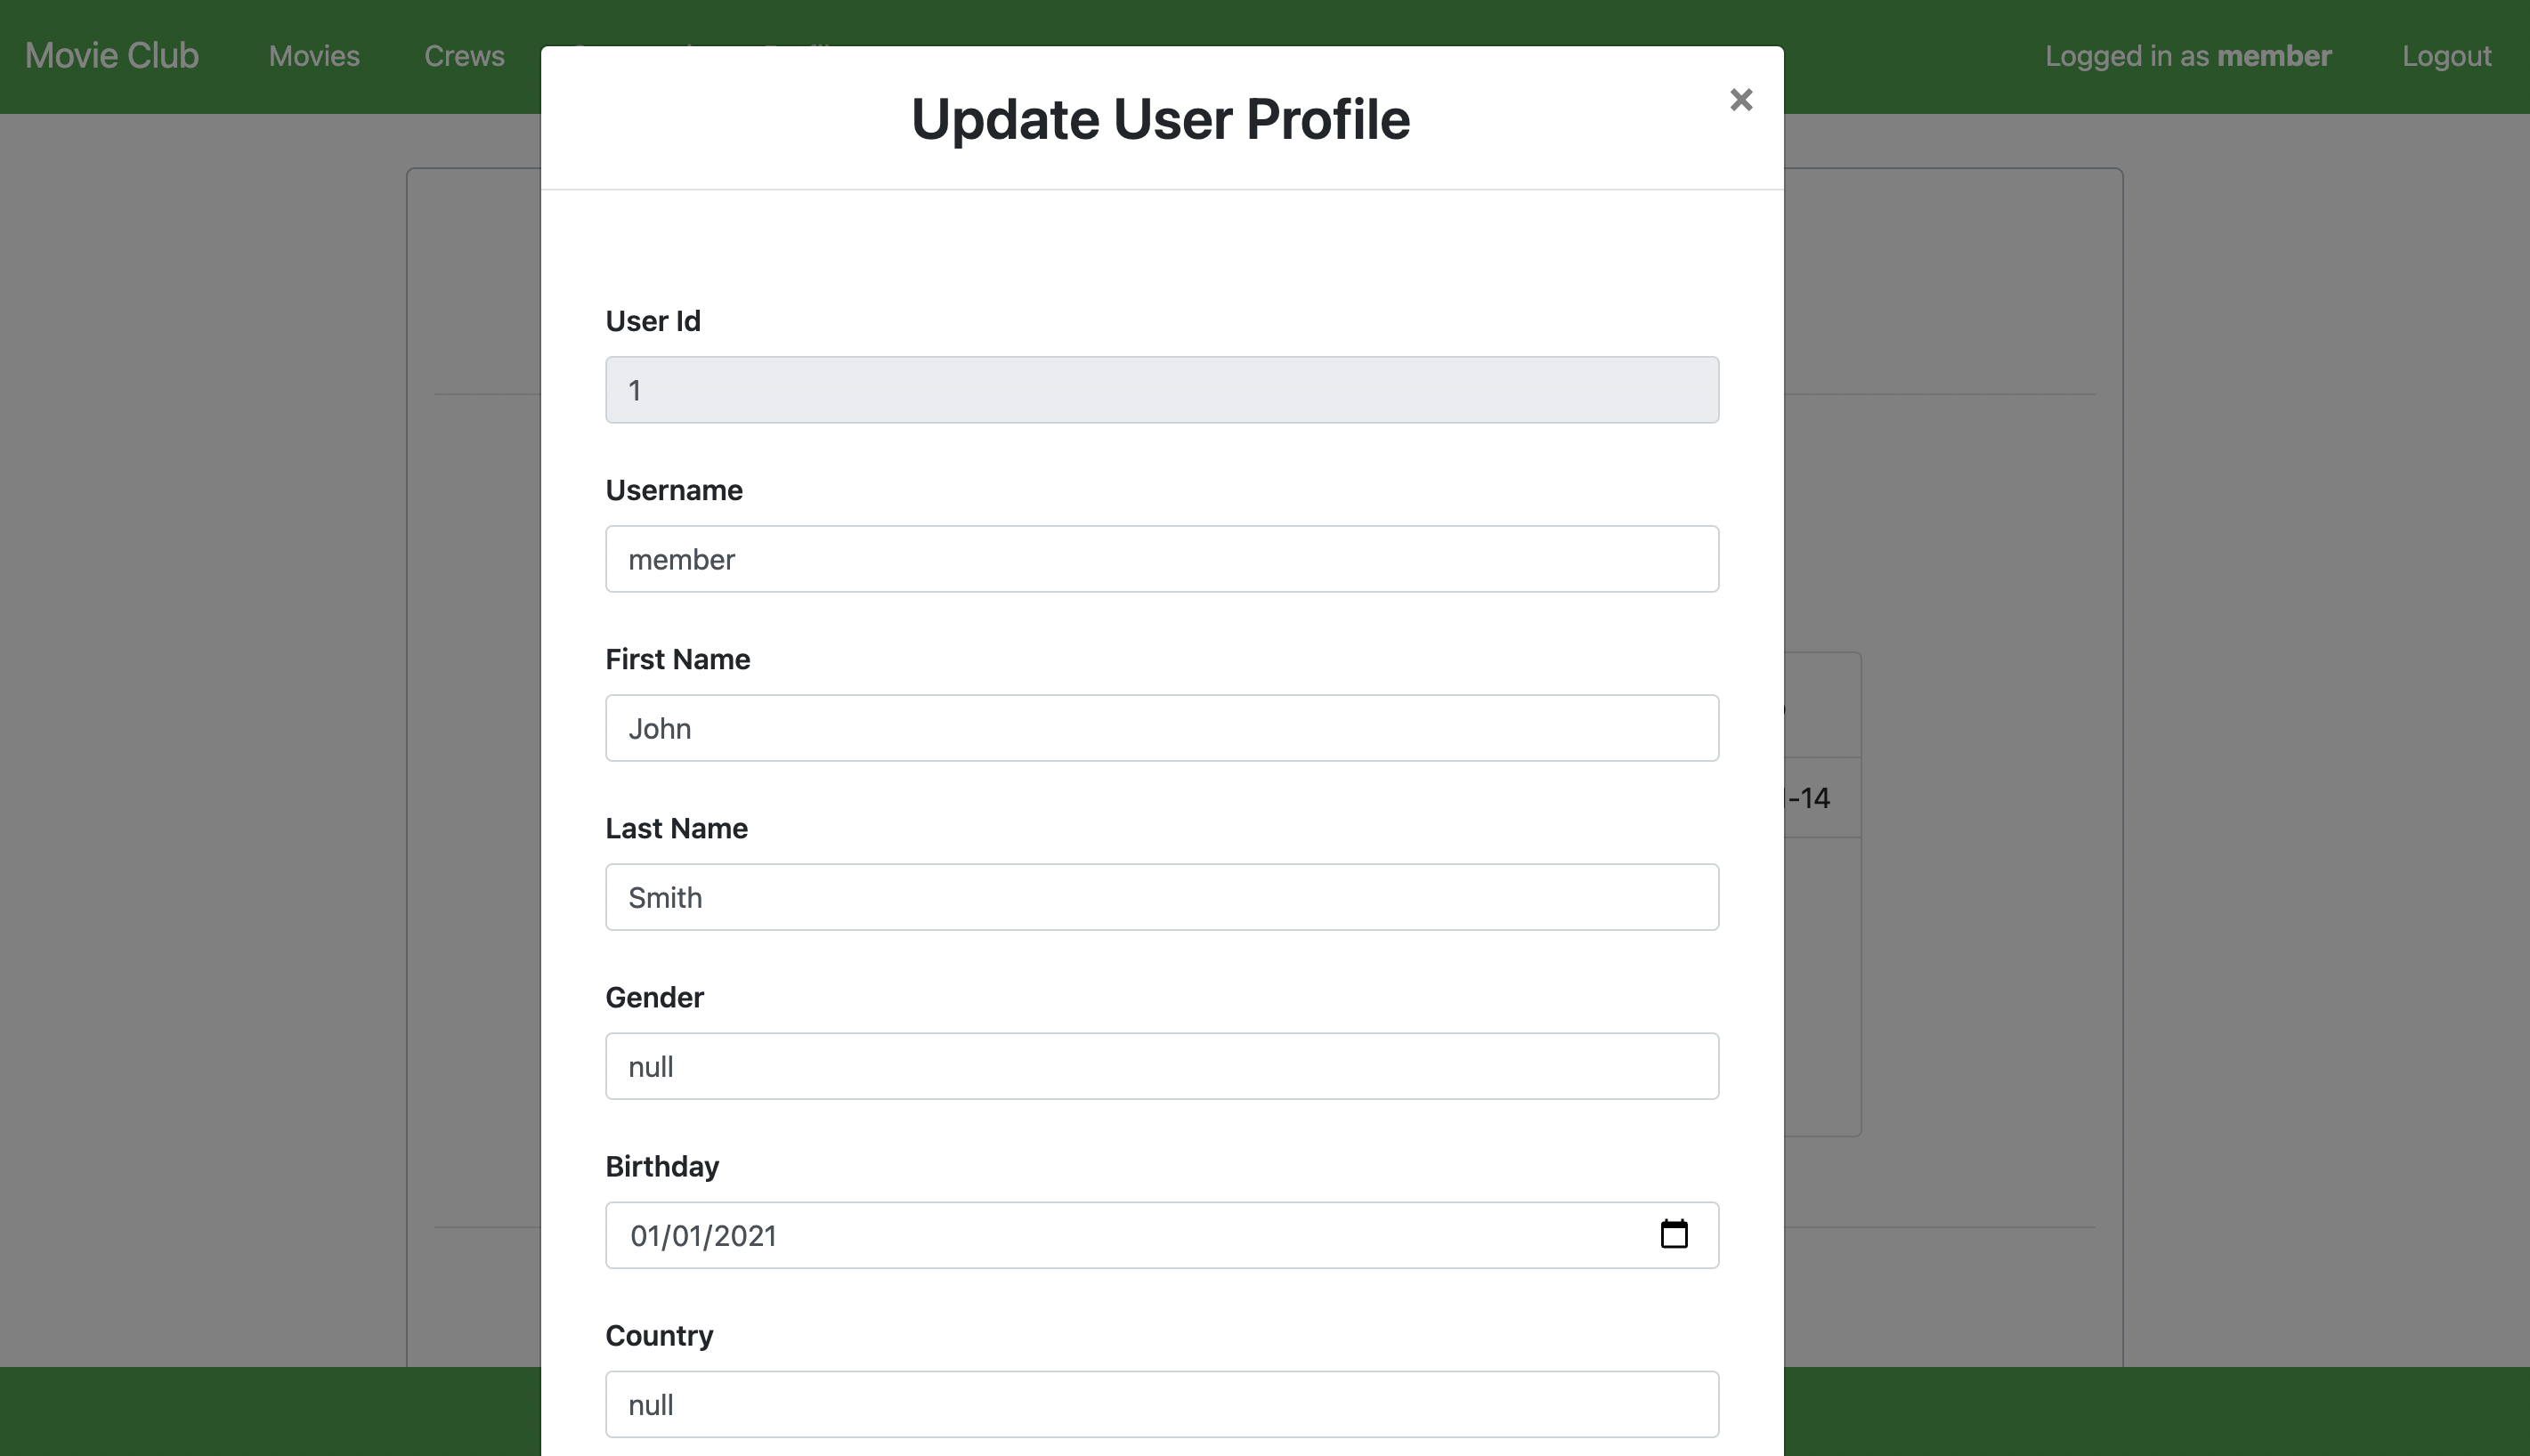 Movie Club Movies Crews Logged in as member Logout
Update User Profile ×
User Id
1
Username
member
First Name
John
Last Name
Smith
-14
Gender
null
Birthday
01/01/2021
Country
null